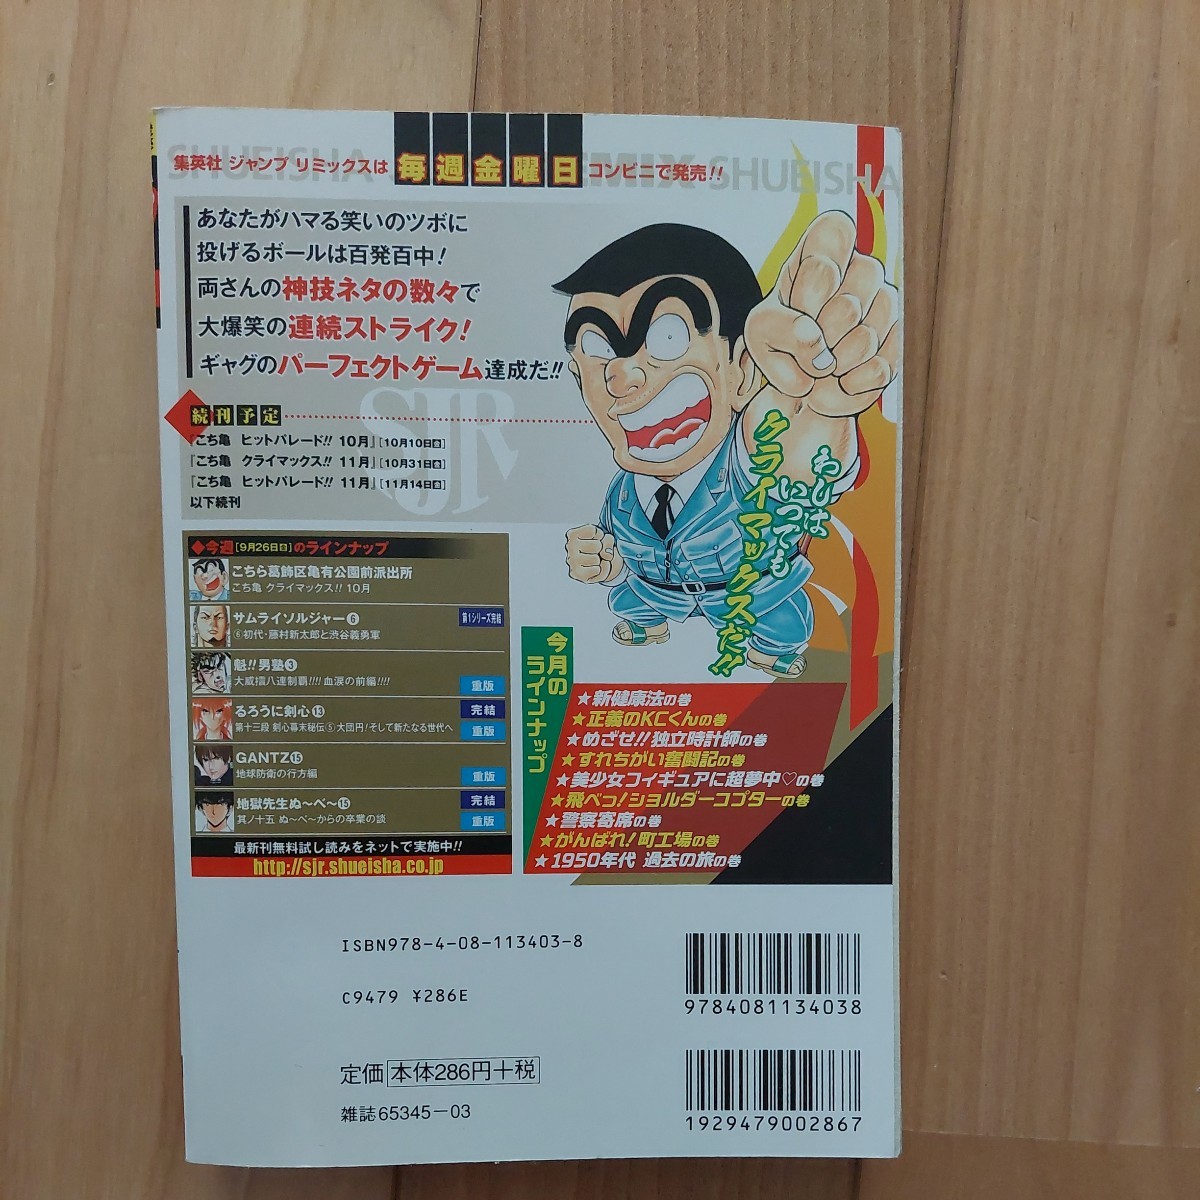 SHUEISHA EMIX SHUEISHA
集英社 ジャンプ リミックスは 毎週金曜日 コンビニで発売!!
あなたがハマる笑いのツボに
投げるボールは百発百中!
両さんの神技ネタの数々で
大爆笑の連続ストライク!
ギャグのパーフェクトゲーム達成だ!!
SJR
続刊予定
『こち亀 ヒットパレード!! 10月』[10月10日㊎]
『こち亀 クライマックス!! 11月』[10月31日㊎]
『こち亀 ヒットパレード!! 11月』[11月14日㊎]
以下続刊
わしは
いつでも
クライマックスだ!!
◆今週[9月26日㊎]のラインナップ
こちら葛飾区亀有公園前派出所
こち亀 クライマックス!! 10月
サムライソルジャー⑥
第1シリーズ完結
⑥初代・藤村新太郎と渋谷義勇軍
魁!! 男塾③
大威震八連制覇!!!! 血涙の前編!!!!
重版
るろうに剣心⑬
完結
第十三段 剣心幕末秘伝⑤大団円!そして新たなる世代へ
重版
GANTZ⑮
地球防衛の行方編
重版
地獄先生ぬ〜べ〜⑮
完結
其ノ十五 ぬ〜べ〜からの卒業の談
重版
最新刊無料試し読みをネットで実施中!!
http://sjr.shueisha.co.jp
今月の
ラインナップ
★新健康法の巻
★正義のKCくんの巻
★めざせ!! 独立時計師の巻
★すれちがい奮闘記の巻
★美少女フィギュアに超夢中♡の巻
★飛べっ!ショルダーコプターの巻
★警察寄席の巻
★がんばれ! 町工場の巻
★1950年代 過去の旅の巻
ISBN978-4-08-113403-8
C9479 ¥286E
9784081134038
定価 本体286円+税
雑誌65345-03
1929479002867